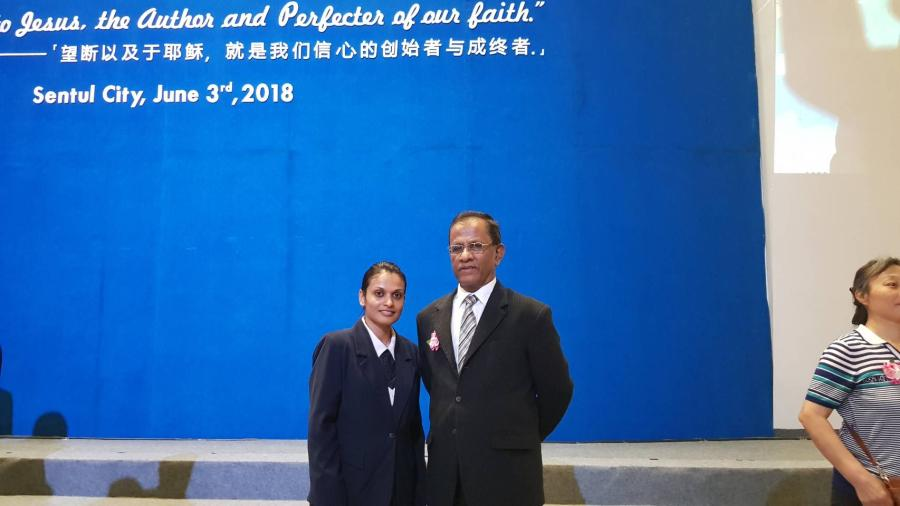 to Jesus, the Author and Perfecter of our faith."
「望断以及于耶稣，就是我们信心的创始者与成终者.」
Sentul City, June 3rd, 2018